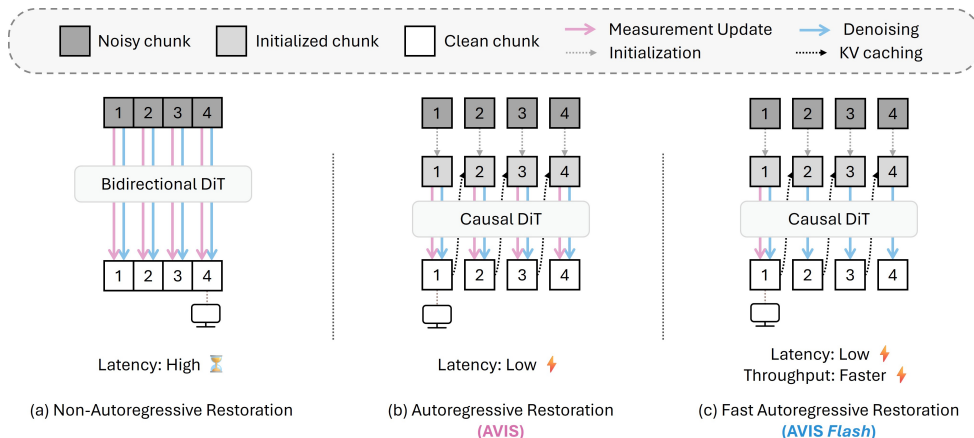 Noisy chunk
Initialized chunk
Clean chunk
Measurement Update
Denoising
Initialization
KV caching
1 2 3 4
Bidirectional DiT
1 2 3 4
Latency: High
(a) Non-Autoregressive Restoration
1 2 3 4
1 2 3 4
Causal DiT
1 2 3 4
Latency: Low
(b) Autoregressive Restoration
(AVIS)
1 2 3 4
1 2 3 4
Causal DiT
1 2 3 4
Latency: Low
Throughput: Faster
(c) Fast Autoregressive Restoration
(AVIS Flash)